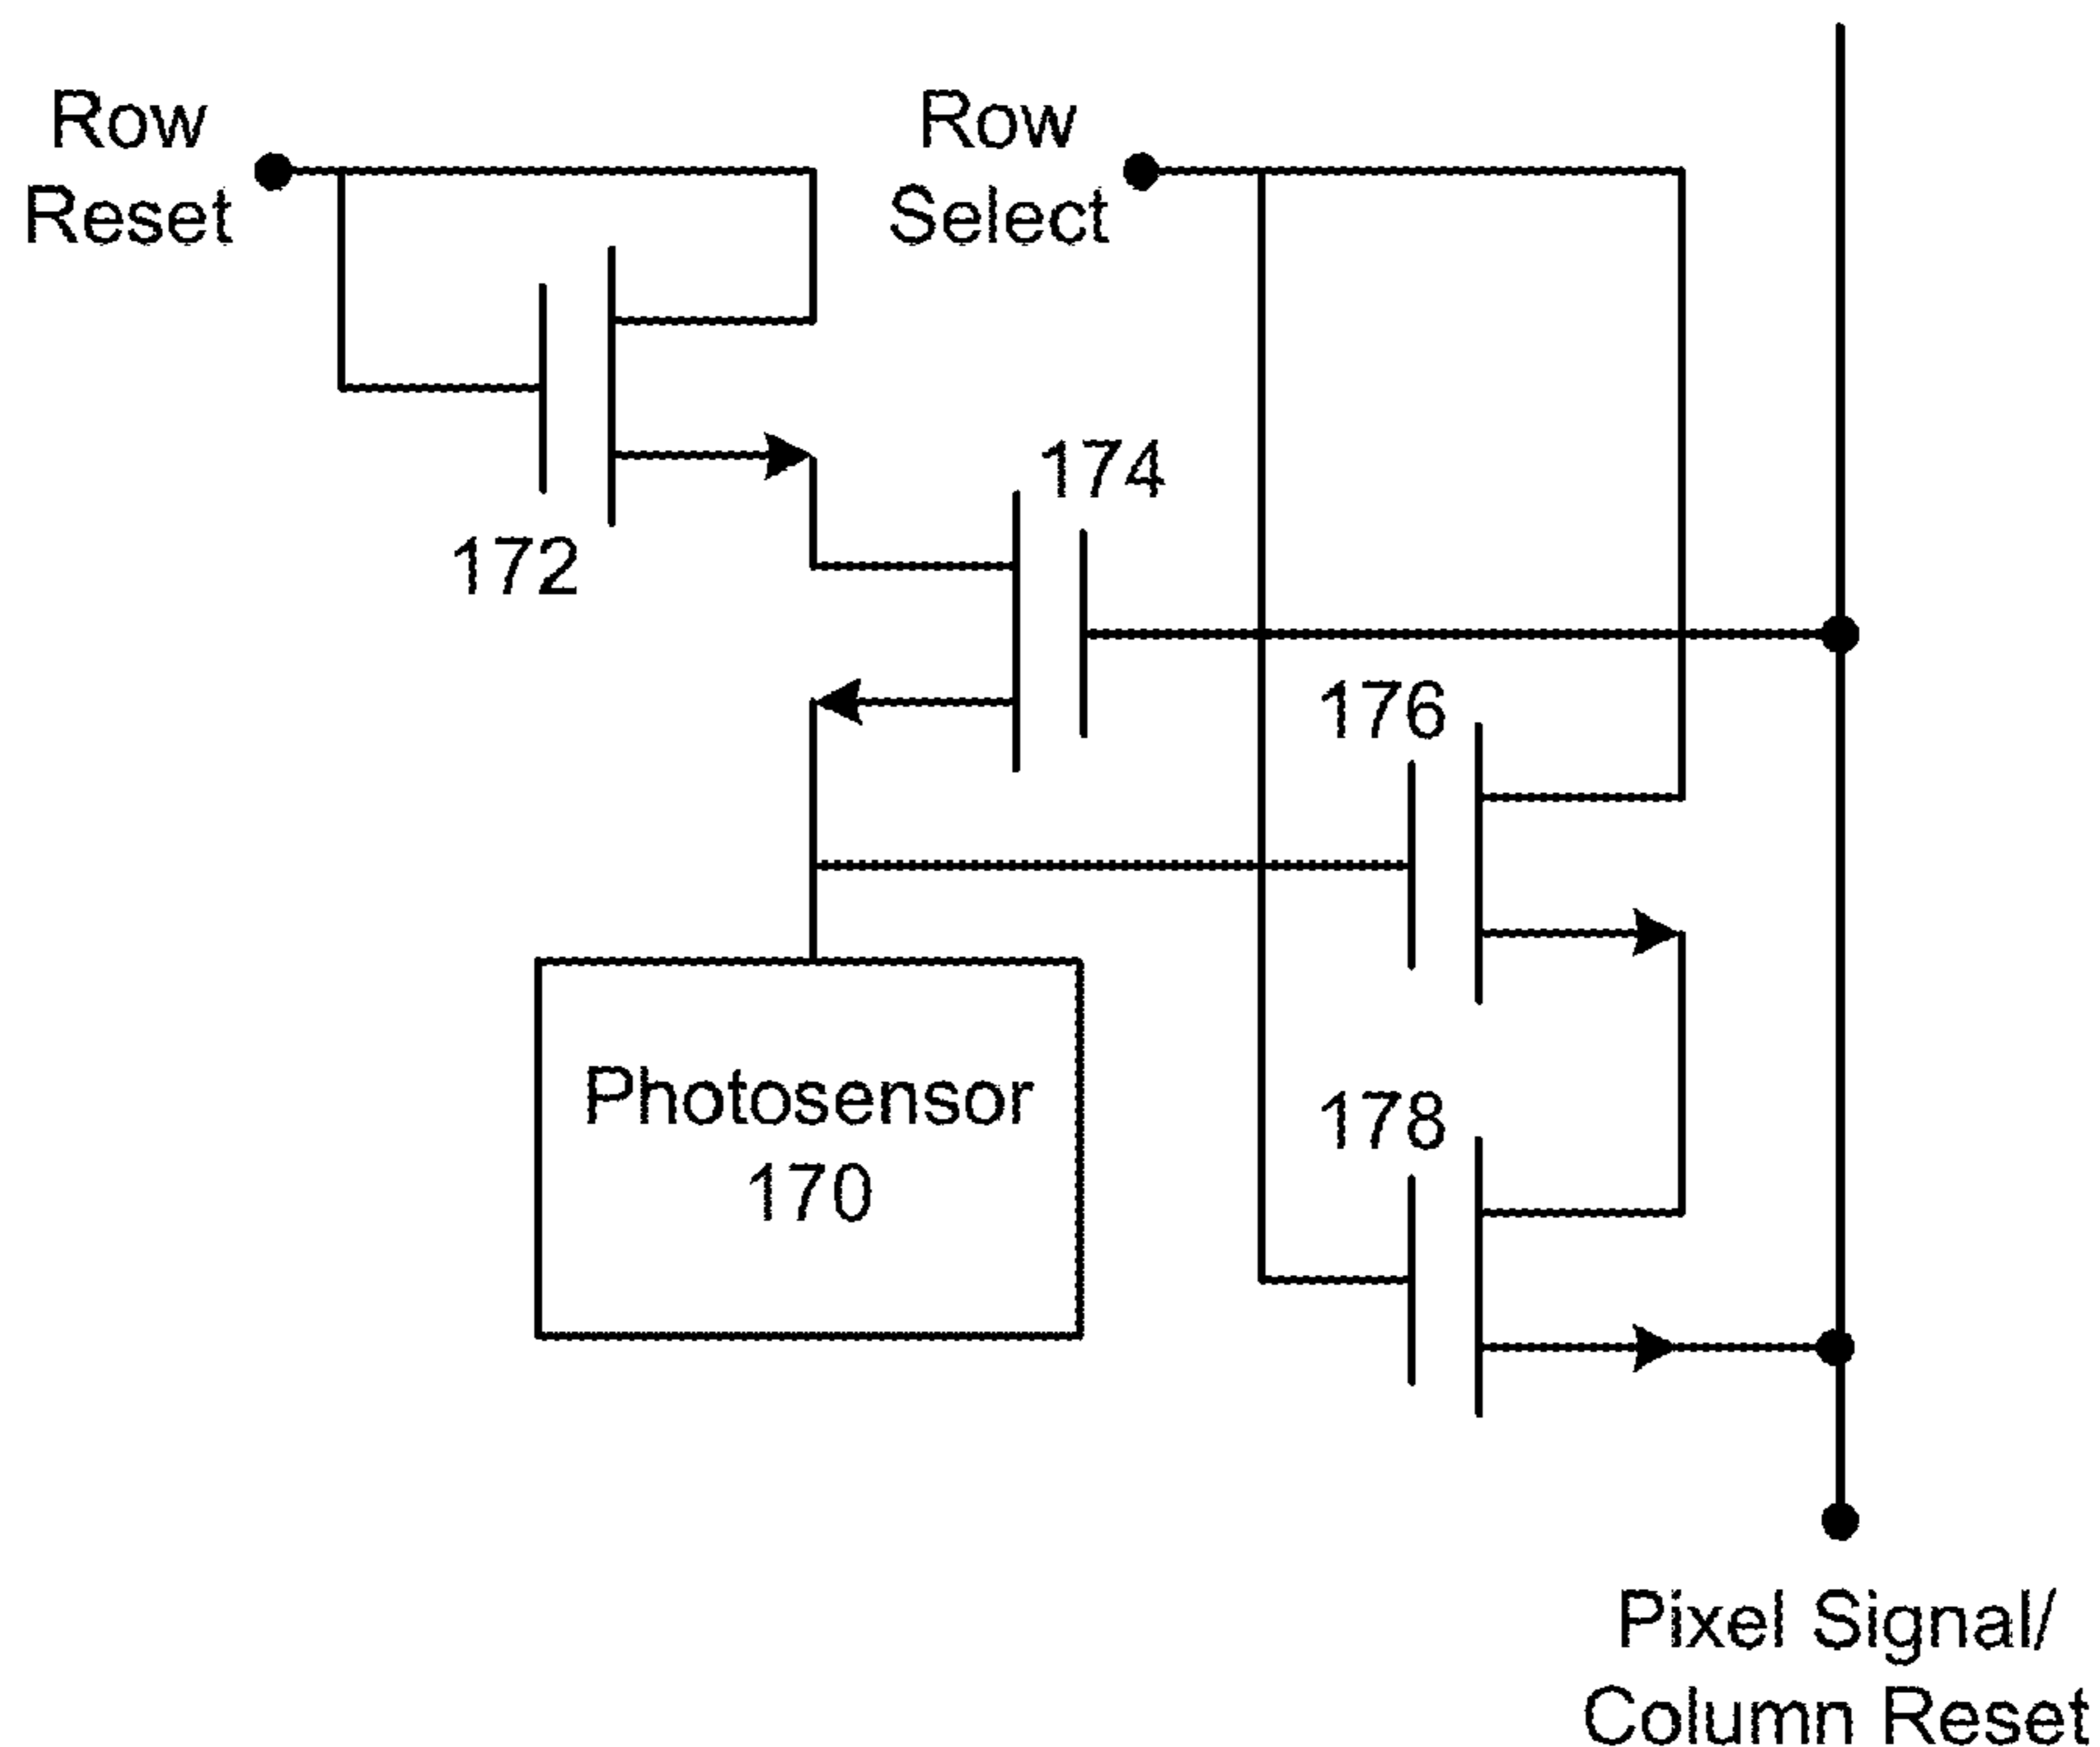 Row
Reset
Row
Select
172
174
176
178
Photosensor
170
Pixel Signal/
Column Reset